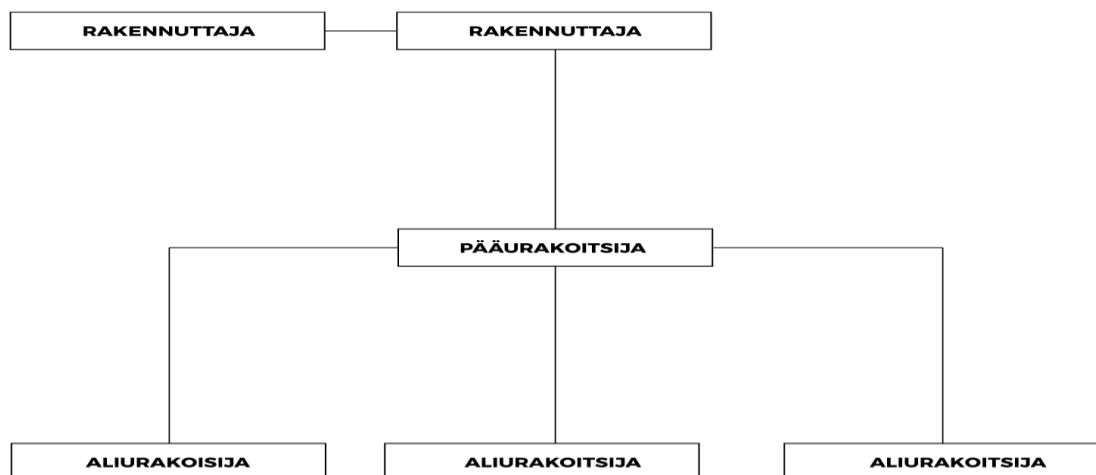 RAKENNUTTAJA
RAKENNUTTAJA
PÄÄURAKOITSIJA
ALIURAKOISIJA
ALIURAKOITSIJA
ALIURAKOITSIJA